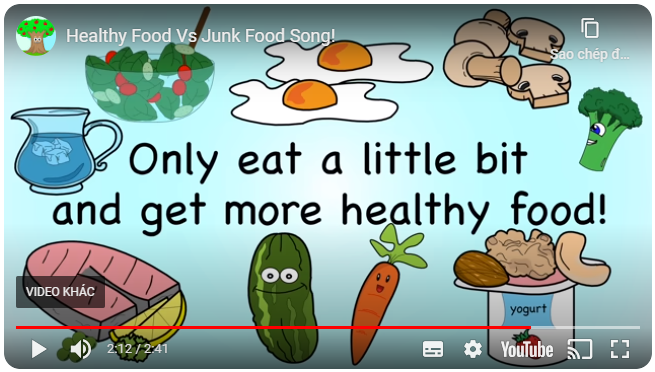 Healthy Food Vs Junk Food Song!
Sao chép đ...
Only eat a little bit
and get more healthy food!
VIDEO KHÁC
yogurt
2:12 / 2:41
YouTube